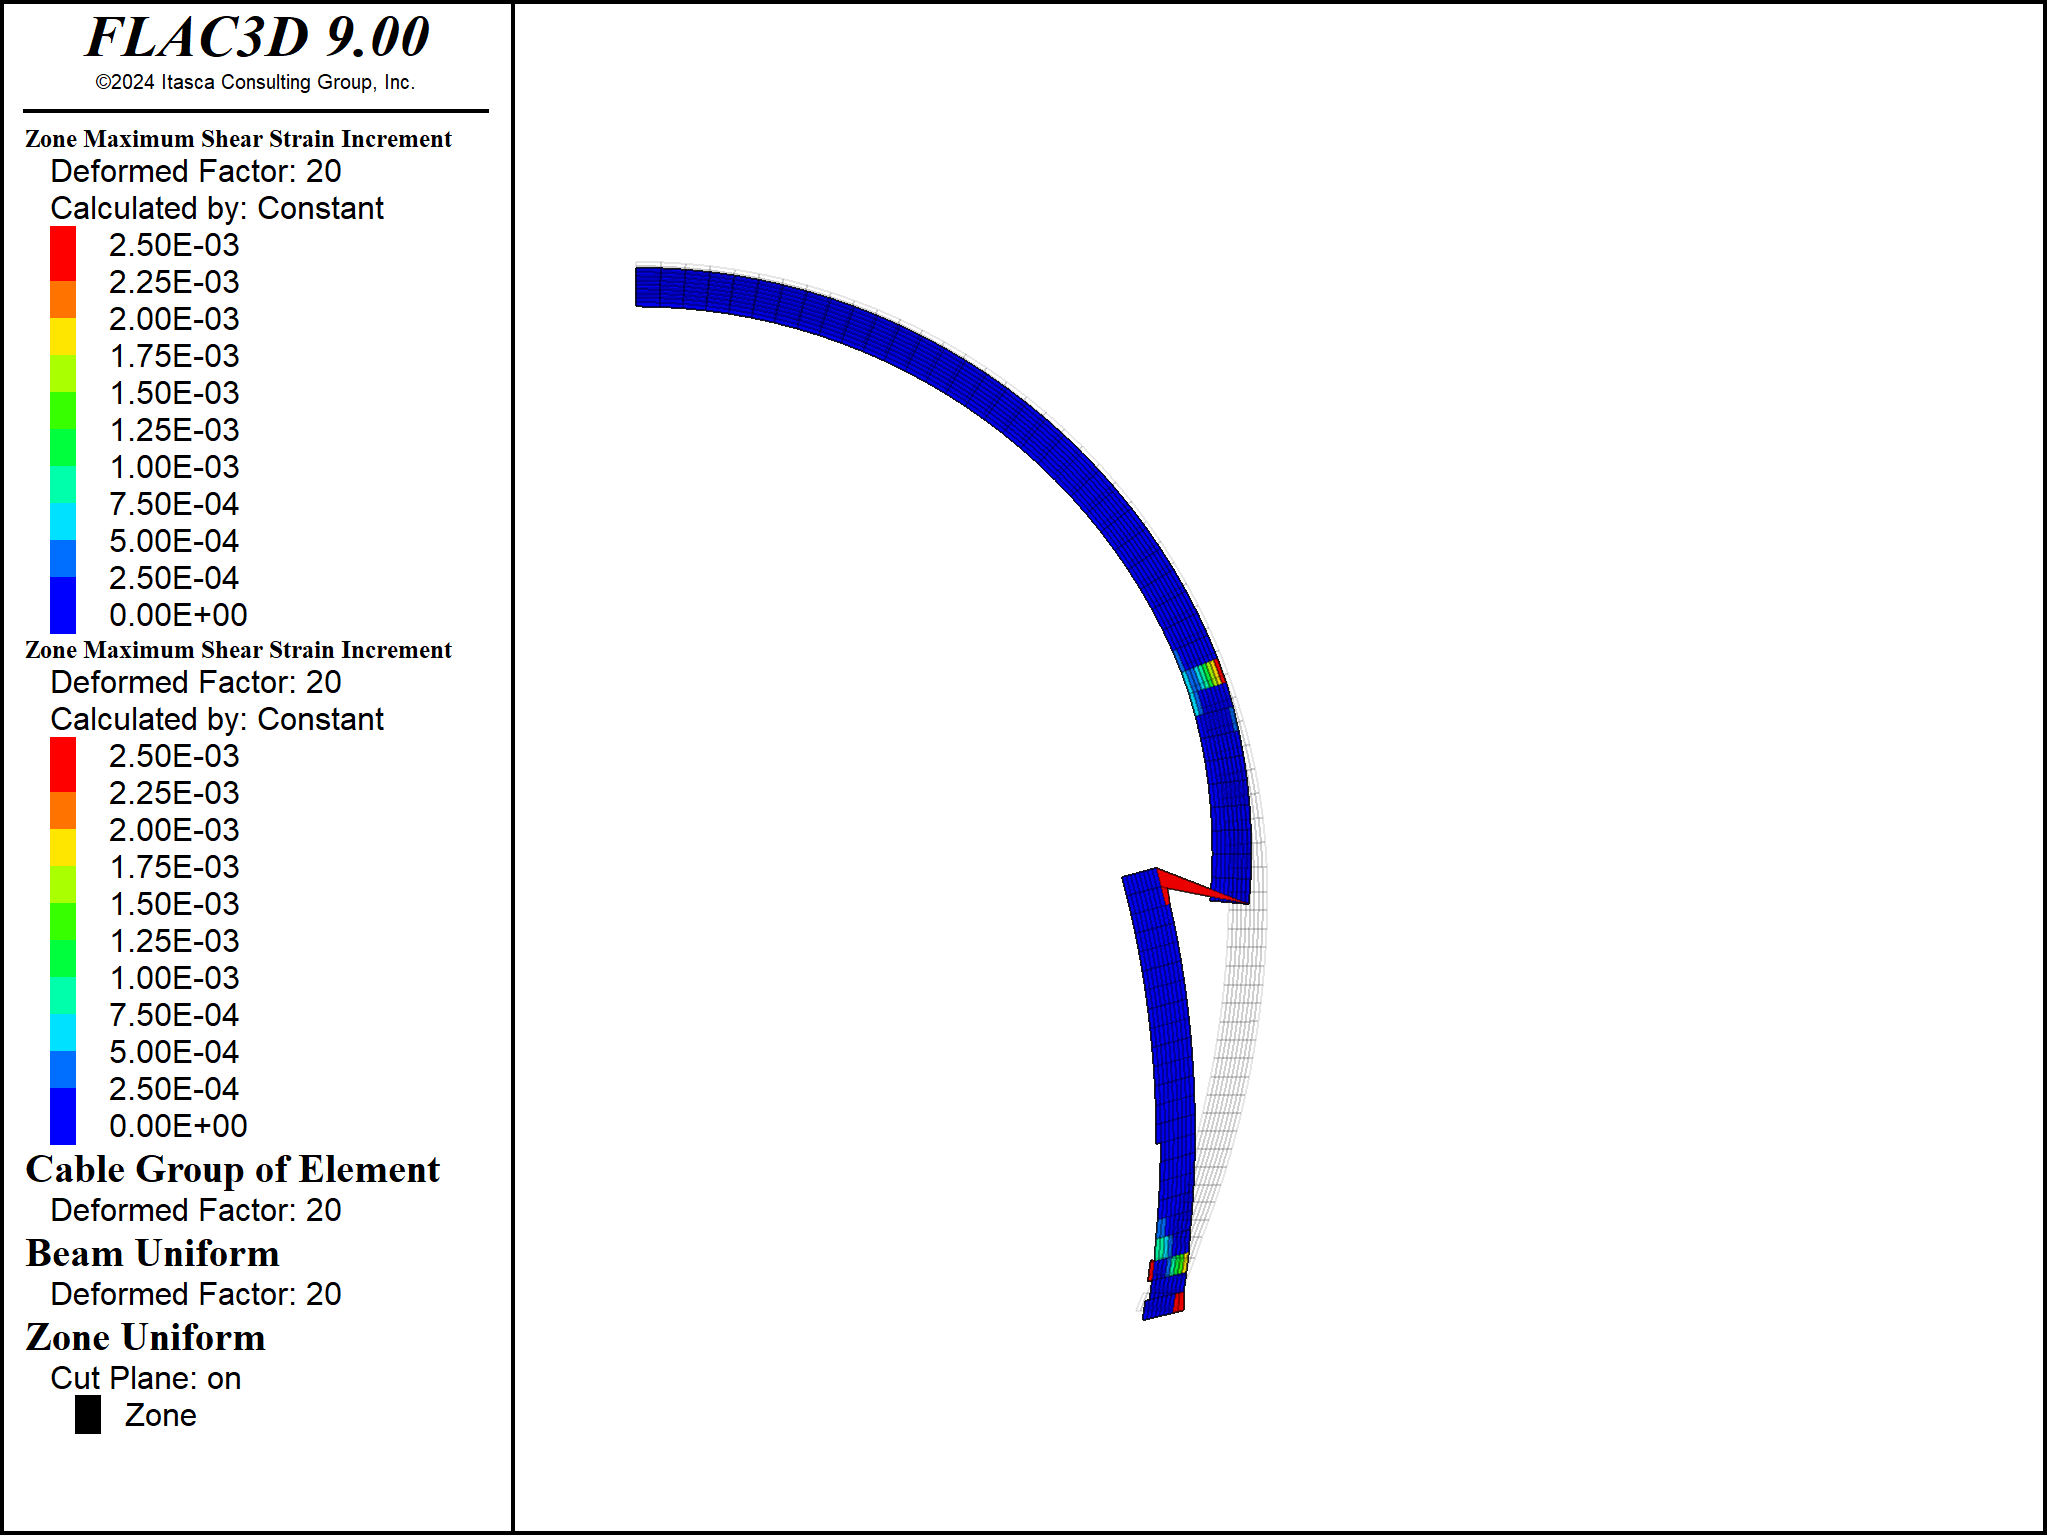 FLAC3D 9.00
©2024 Itasca Consulting Group, Inc.
Zone Maximum Shear Strain Increment
Deformed Factor: 20
Calculated by: Constant
2.50E-03
2.25E-03
2.00E-03
1.75E-03
1.50E-03
1.25E-03
1.00E-03
7.50E-04
5.00E-04
2.50E-04
0.00E+00
Zone Maximum Shear Strain Increment
Deformed Factor: 20
Calculated by: Constant
2.50E-03
2.25E-03
2.00E-03
1.75E-03
1.50E-03
1.25E-03
1.00E-03
7.50E-04
5.00E-04
2.50E-04
0.00E+00
Cable Group of Element
Deformed Factor: 20
Beam Uniform
Deformed Factor: 20
Zone Uniform
Cut Plane: on
Zone